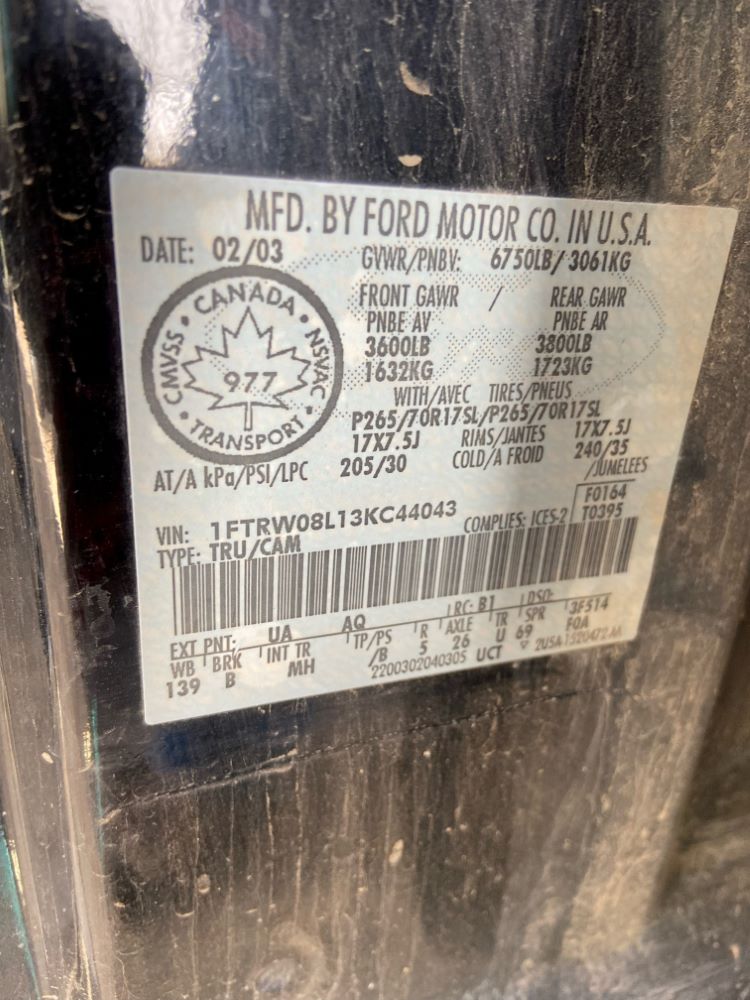 MFD. BY FORD MOTOR CO. IN U.S.A.
DATE: 02/03 GVWR/PNBV: 6750LB/3061KG
FRONT GAWR / REAR GAWR
PNBE AV PNBE AR
3600LB 3800LB
1632KG 1723KG
WITH/AVEC TIRES/PNEUS
P265/70R17SL/P265/70R17SL
17X7.5J RIMS/JANTES 17X7.5J
AT/A kPa/PSI/LPC 205/30 COLD/A FROID 240/35
/JUMELEES
CANADA
CMVSS • NSVAC
977
TRANSPORT
VIN: 1FTRW08L13KC44043 COMPLIES: ICES-2 F0164
TYPE: TRU/CAM T0395
EXT PNT: UA AQ RC: B1 DSO: 3F514
WB BRK INT TR TP/PS R AXLE TR SPR F0A
139 B MH /B 5 26 U 69
2200302040305 UCT 2U5A1520472AA